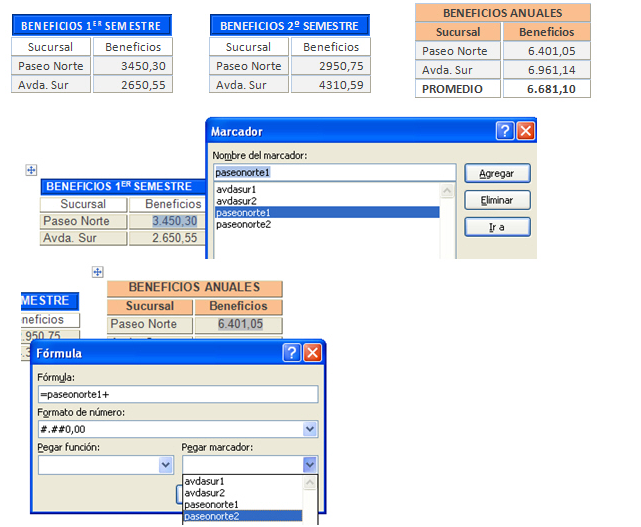 BENEFICIOS 1ER SEMESTRE
Sucursal Beneficios
Paseo Norte 3450,30
Avda. Sur 2650,55
BENEFICIOS 2º SEMESTRE
Sucursal Beneficios
Paseo Norte 2950,75
Avda. Sur 4310,59
BENEFICIOS ANUALES
Sucursal Beneficios
Paseo Norte 6.401,05
Avda. Sur 6.961,14
PROMEDIO 6.681,10
BENEFICIOS 1ER SEMESTRE
Sucursal Beneficios
Paseo Norte 3.450,30
Avda. Sur 2.650,55
Marcador
Nombre del marcador:
paseonorte1
avdasur1
avdasur2
paseonorte1
paseonorte2
Agregar
Eliminar
Ir a
MESTRE
neficios
.950,75
BENEFICIOS ANUALES
Sucursal Beneficios
Paseo Norte 6.401,05
Fórmula
Fórmula:
=paseonorte1+
Formato de número:
#.##0,00
Pegar función:
Pegar marcador:
avdasur1
avdasur2
paseonorte1
paseonorte2